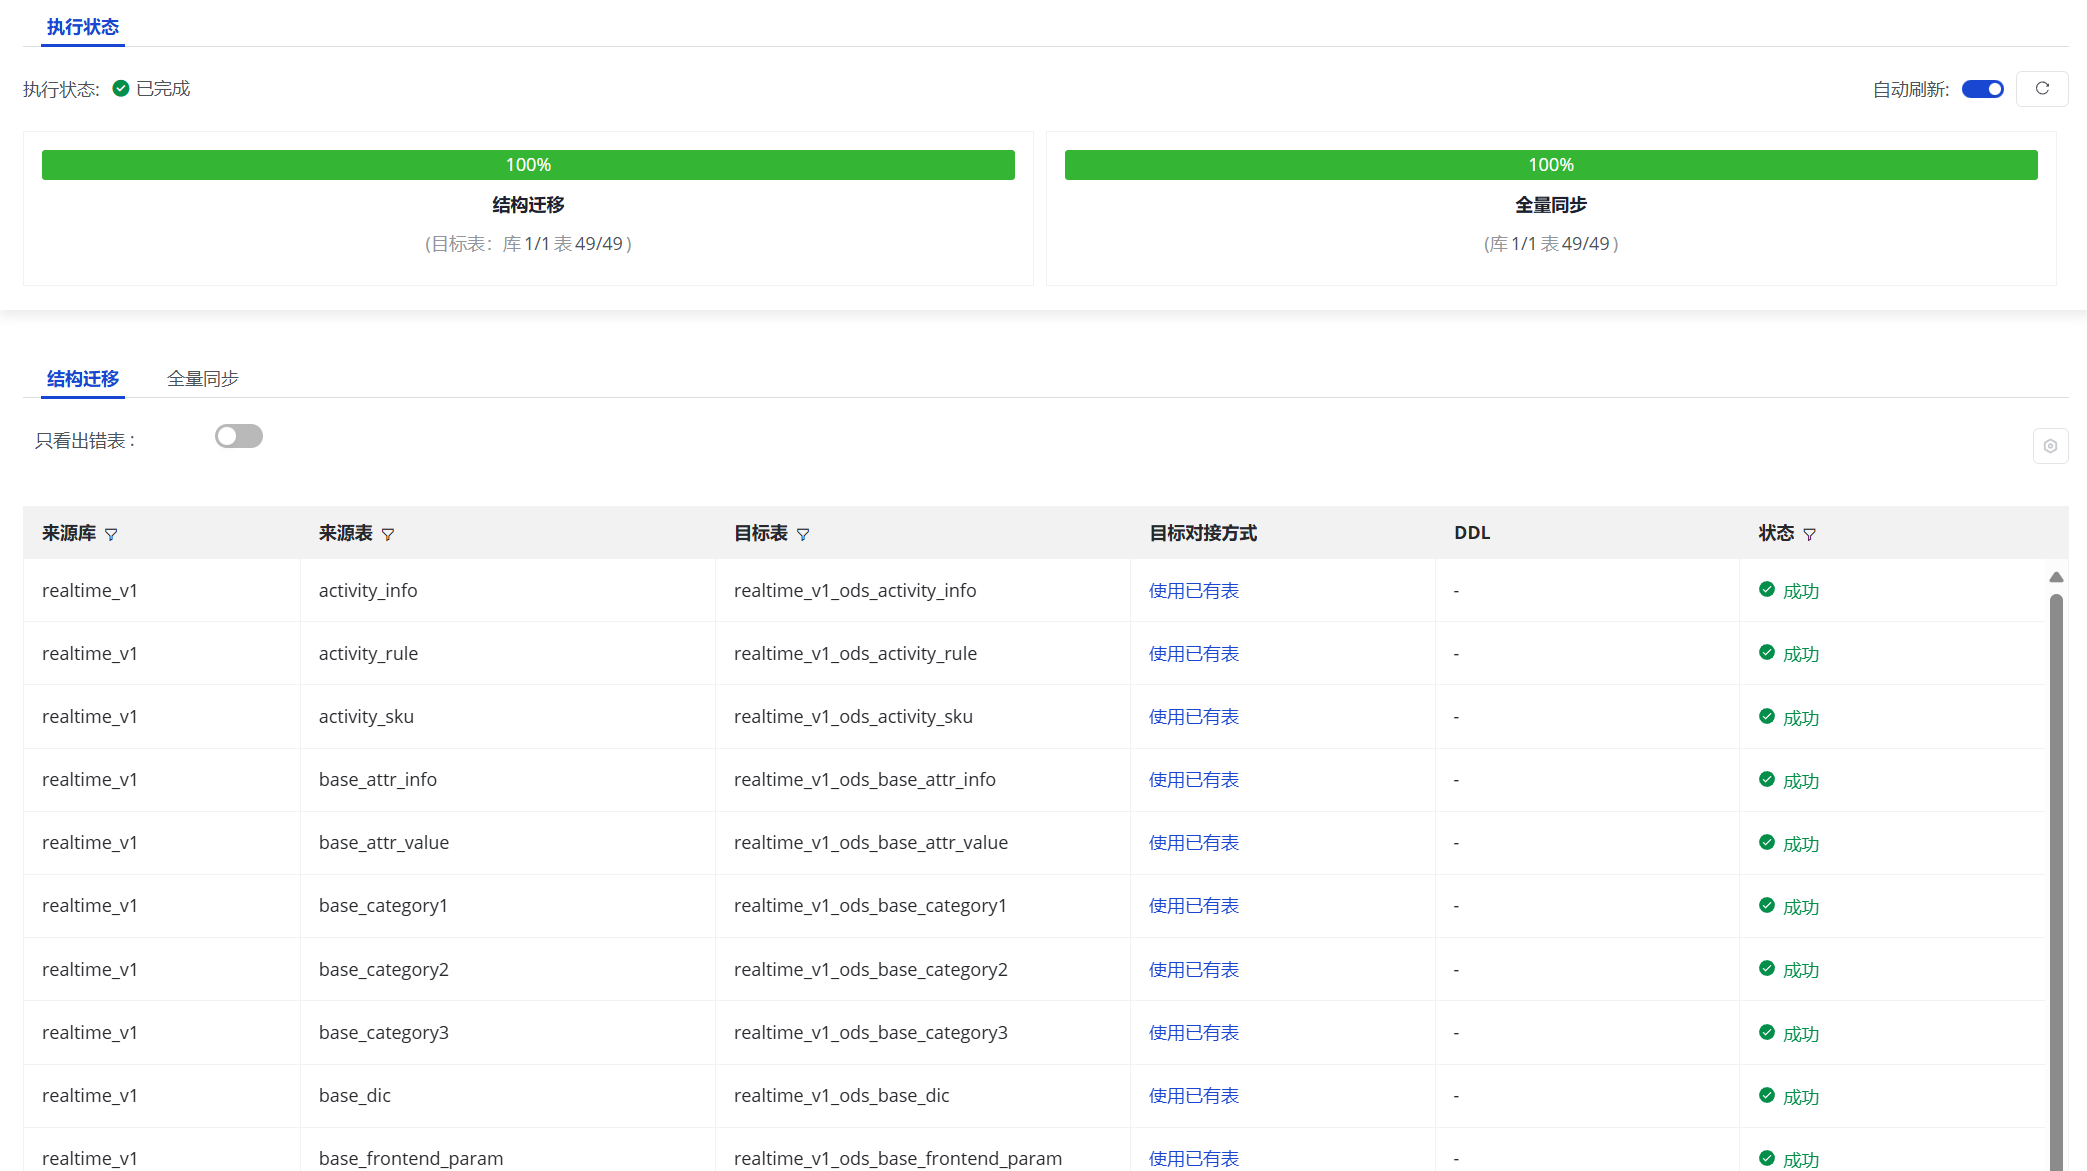 执行状态
执行状态: 已完成 自动刷新:
100% 100%
结构迁移 全量同步
(目标表：库 1/1 表 49/49 ) (库 1/1 表 49/49 )
结构迁移 全量同步
只看出错表 :
来源库 来源表 目标表 目标对接方式 DDL 状态
realtime_v1 activity_info realtime_v1_ods_activity_info 使用已有表 - 成功
realtime_v1 activity_rule realtime_v1_ods_activity_rule 使用已有表 - 成功
realtime_v1 activity_sku realtime_v1_ods_activity_sku 使用已有表 - 成功
realtime_v1 base_attr_info realtime_v1_ods_base_attr_info 使用已有表 - 成功
realtime_v1 base_attr_value realtime_v1_ods_base_attr_value 使用已有表 - 成功
realtime_v1 base_category1 realtime_v1_ods_base_category1 使用已有表 - 成功
realtime_v1 base_category2 realtime_v1_ods_base_category2 使用已有表 - 成功
realtime_v1 base_category3 realtime_v1_ods_base_category3 使用已有表 - 成功
realtime_v1 base_dic realtime_v1_ods_base_dic 使用已有表 - 成功
realtime_v1 base_frontend_param realtime_v1_ods_base_frontend_param 使用已有表 - 成功